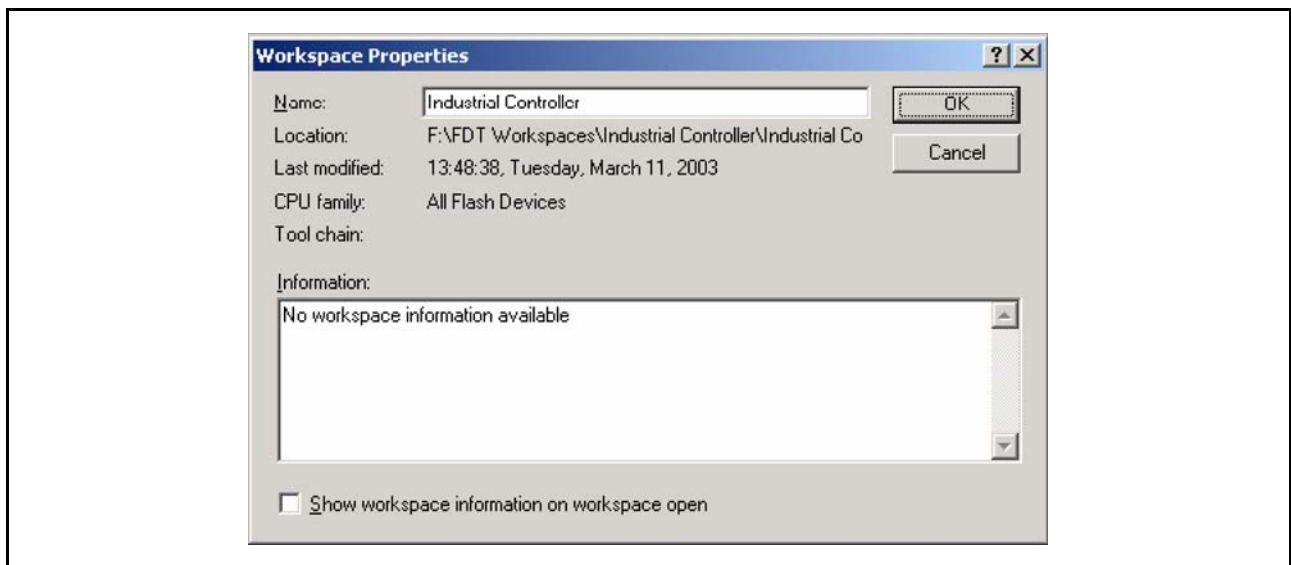 Workspace Properties
Name: Industrial Controller OK
Location: F:\FDT Workspaces\Industrial Controller\Industrial Co
Cancel
Last modified: 13:48:38, Tuesday, March 11, 2003
CPU family: All Flash Devices
Tool chain:
Information:
No workspace information available
Show workspace information on workspace open